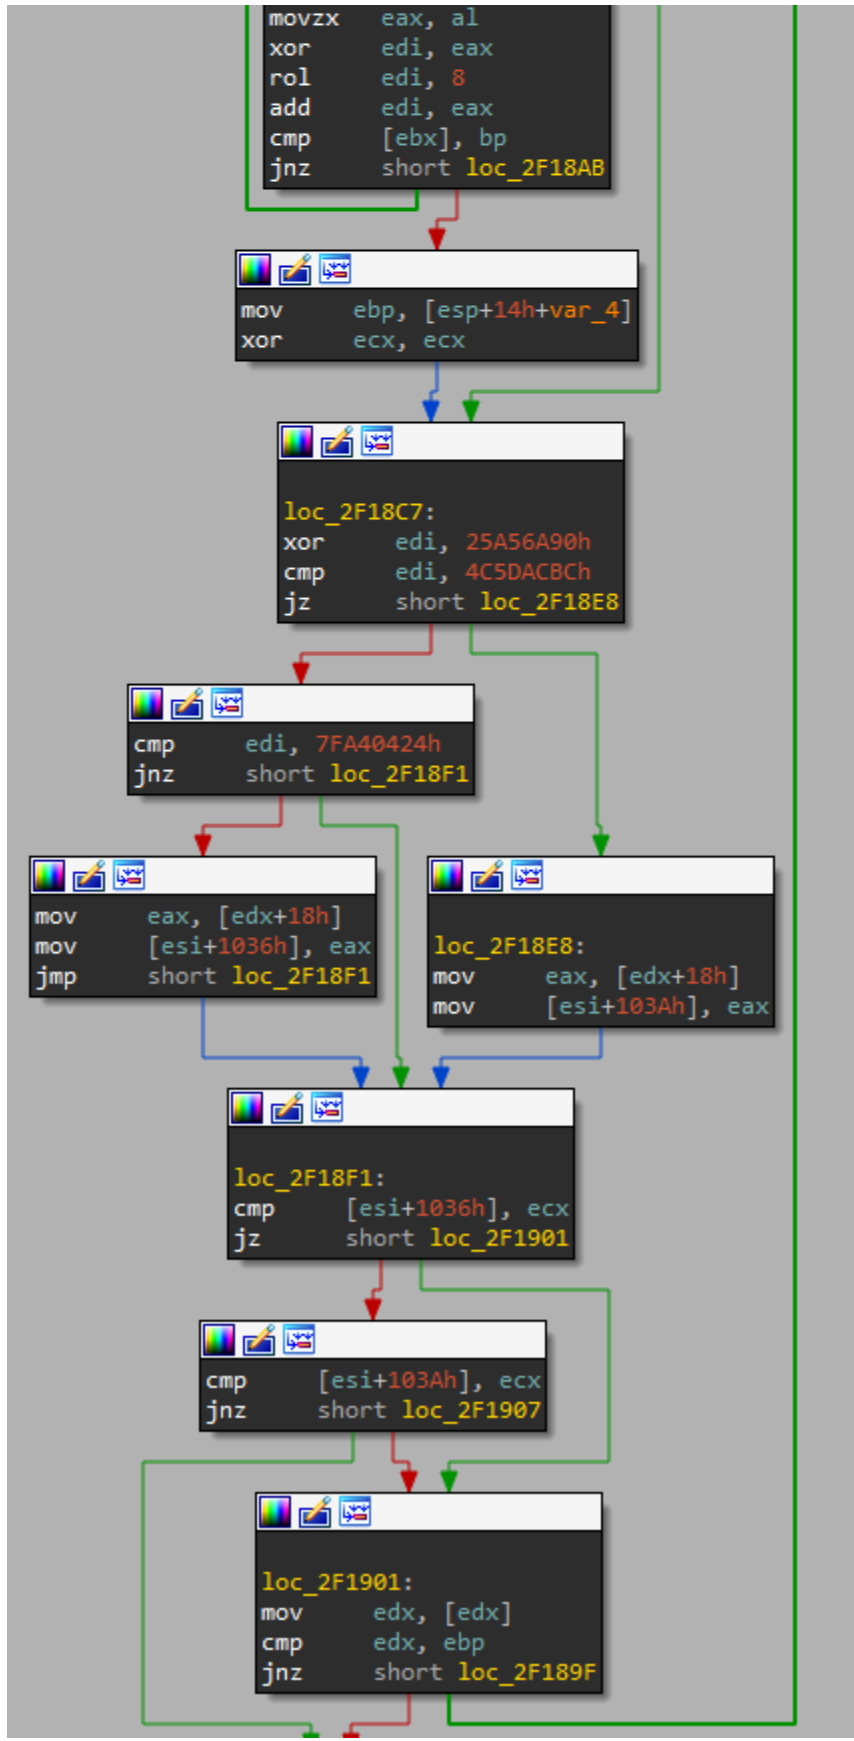 movzx eax, al
xor edi, eax
rol edi, 8
add edi, eax
cmp [ebx], bp
jnz short loc_2F18AB
mov ebp, [esp+14h+var_4]
xor ecx, ecx
loc_2F18C7:
xor edi, 25A56A90h
cmp edi, 4C5DACBCh
jz short loc_2F18E8
cmp edi, 7FA40424h
jnz short loc_2F18F1
mov eax, [edx+18h]
mov [esi+1036h], eax
jmp short loc_2F18F1
loc_2F18E8:
mov eax, [edx+18h]
mov [esi+103Ah], eax
loc_2F18F1:
cmp [esi+1036h], ecx
jz short loc_2F1901
cmp [esi+103Ah], ecx
jnz short loc_2F1907
loc_2F1901:
mov edx, [edx]
cmp edx, ebp
jnz short loc_2F189F